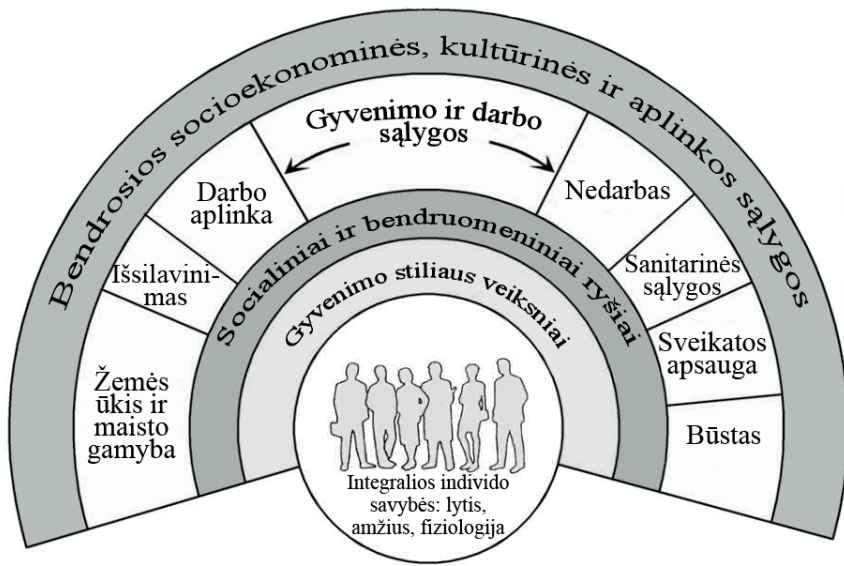 Bendrosios socioekonominės, kultūrinės ir aplinkos sąlygos
Gyvenimo ir darbo
sąlygos
Darbo
aplinka
Nedarbas
Išsilavini-
mas
Sanitarinės
sąlygos
Žemės
ūkis ir
maisto
gamyba
Sveikatos
apsauga
Būstas
Socialiniai ir bendruomeniniai ryšiai
Gyvenimo stiliaus veiksniai
Integralios individo
savybės: lytis,
amžius, fiziologija